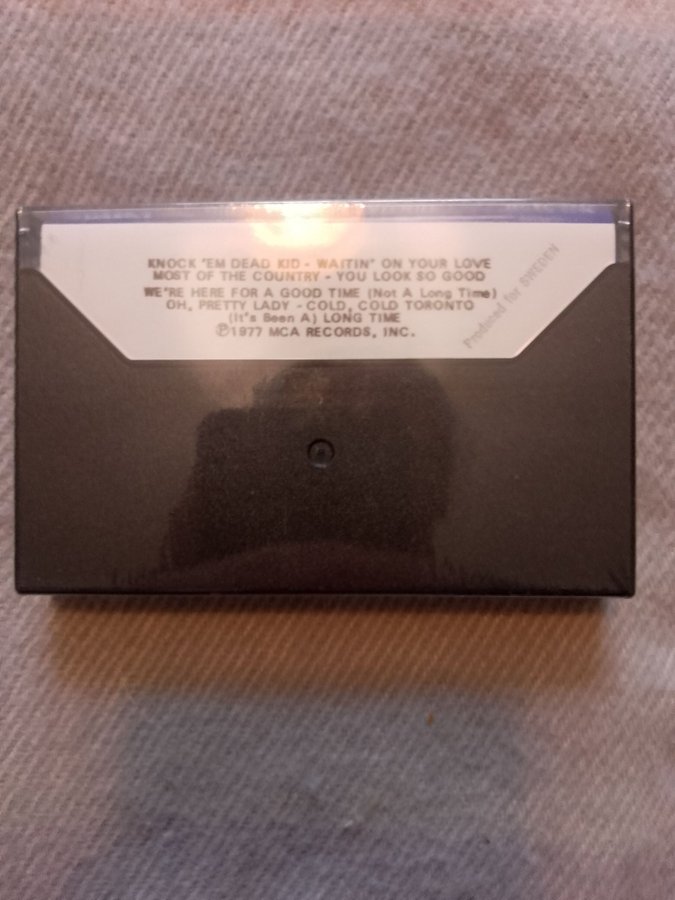 KNOCK 'EM DEAD KID - WAITIN' ON YOUR LOVE
MOST OF THE COUNTRY - YOU LOOK SO GOOD
WE'RE HERE FOR A GOOD TIME (Not A Long Time)
OH, PRETTY LADY - COLD, COLD TORONTO
(It's Been A) LONG TIME
℗1977 MCA RECORDS, INC.
Produced for SWEDEN